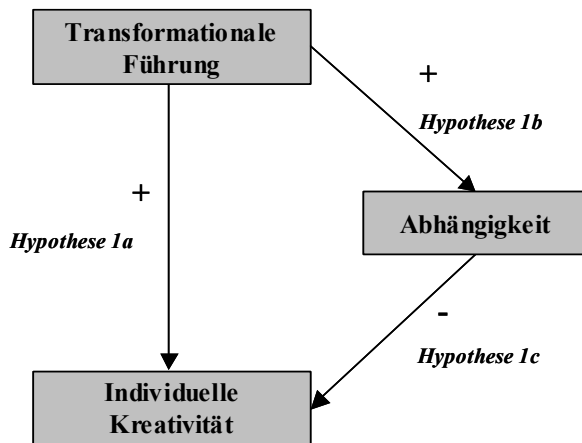 Transformationale
Führung
+
Hypothese 1b
+
Hypothese 1a
Abhängigkeit
-
Hypothese 1c
Individuelle
Kreativität